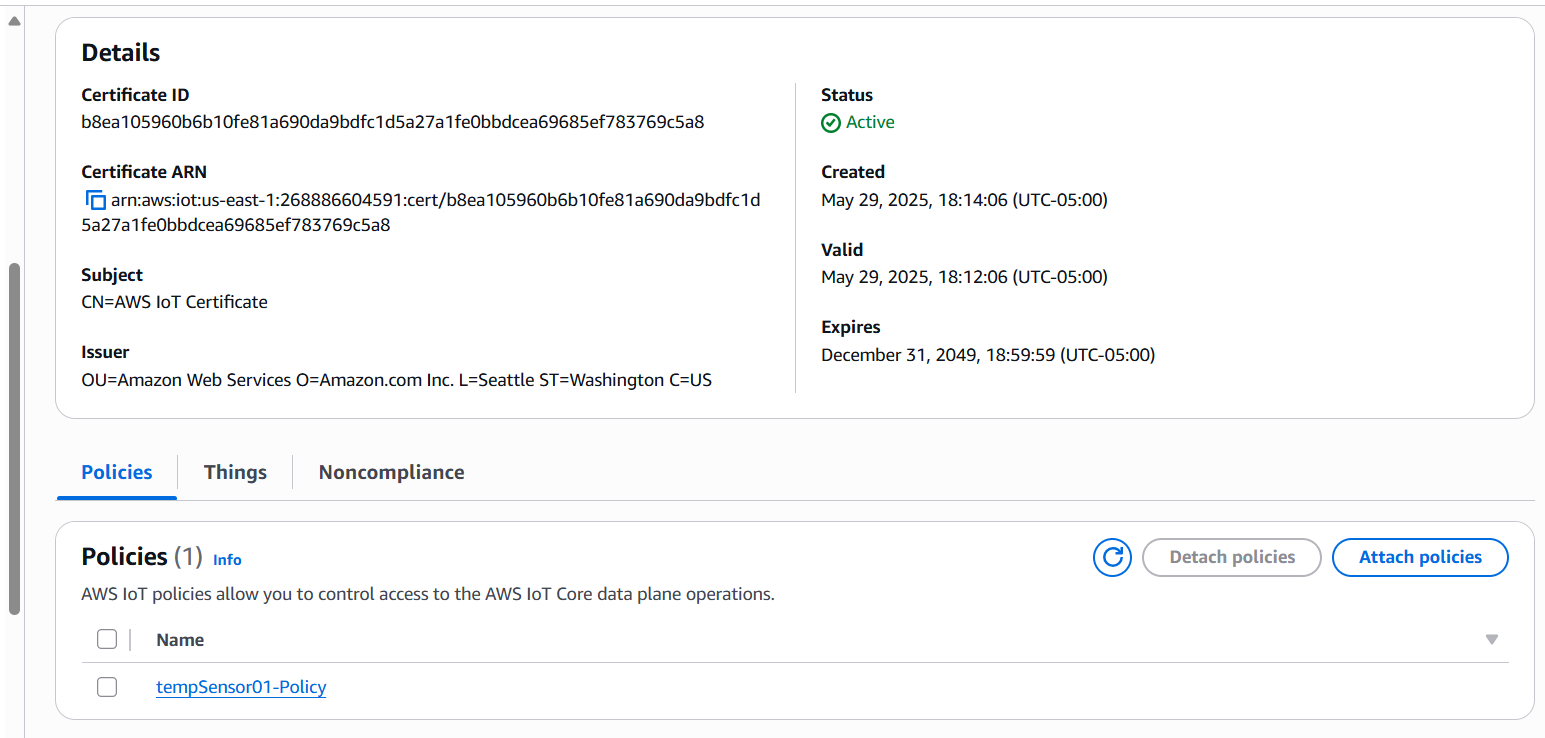 Details
Certificate ID
b8ea105960b6b10fe81a690da9bdfc1d5a27a1fe0bbdcea69685ef783769c5a8
Certificate ARN
arn:aws:iot:us-east-1:268886604591:cert/b8ea105960b6b10fe81a690da9bdfc1d
5a27a1fe0bbdcea69685ef783769c5a8
Subject
CN=AWS IoT Certificate
Issuer
OU=Amazon Web Services O=Amazon.com Inc. L=Seattle ST=Washington C=US
Status
Active
Created
May 29, 2025, 18:14:06 (UTC-05:00)
Valid
May 29, 2025, 18:12:06 (UTC-05:00)
Expires
December 31, 2049, 18:59:59 (UTC-05:00)
Policies
Things
Noncompliance
Policies (1) Info
Detach policies
Attach policies
AWS IoT policies allow you to control access to the AWS IoT Core data plane operations.
Name
tempSensor01-Policy